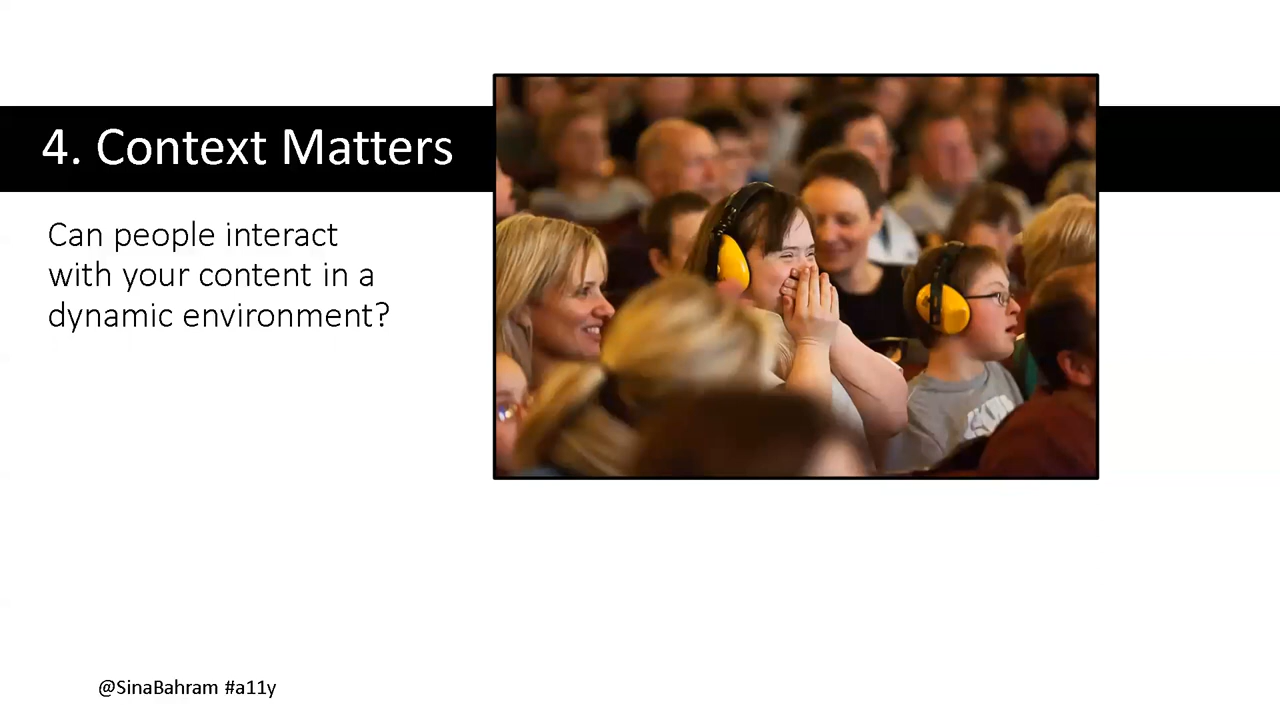 4. Context Matters
Can people interact
with your content in a
dynamic environment?
@SinaBahram #a11y